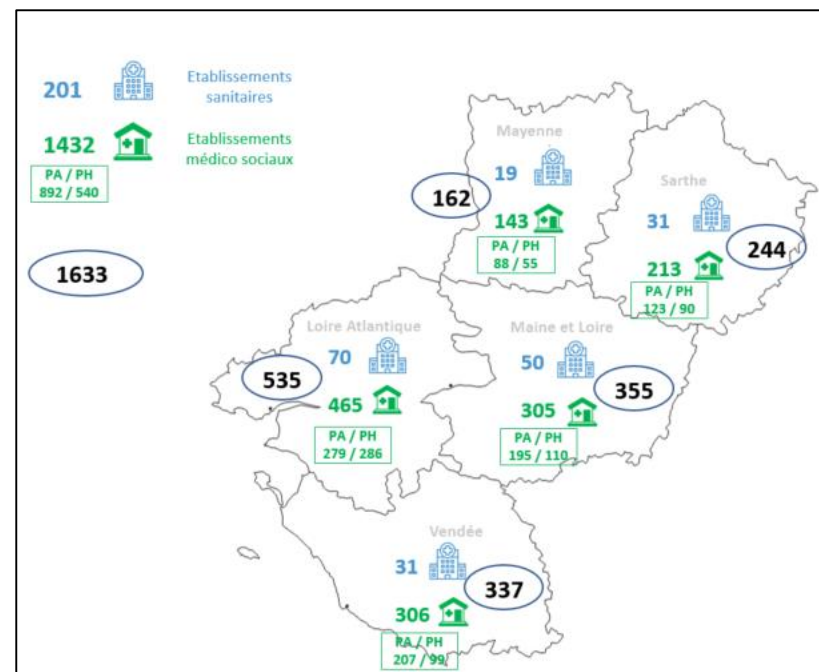 201
Etablissements
sanitaires
1432
Etablissements
médico sociaux
PA / PH
892 / 540
1633
Mayenne
19
162
143
PA / PH
88 / 55
Sarthe
31
244
213
PA / PH
123 / 90
Loire Atlantique
70
535
465
PA / PH
279 / 286
Maine et Loire
50
355
305
PA / PH
195 / 110
Vendée
31
337
306
PA / PH
207 / 99